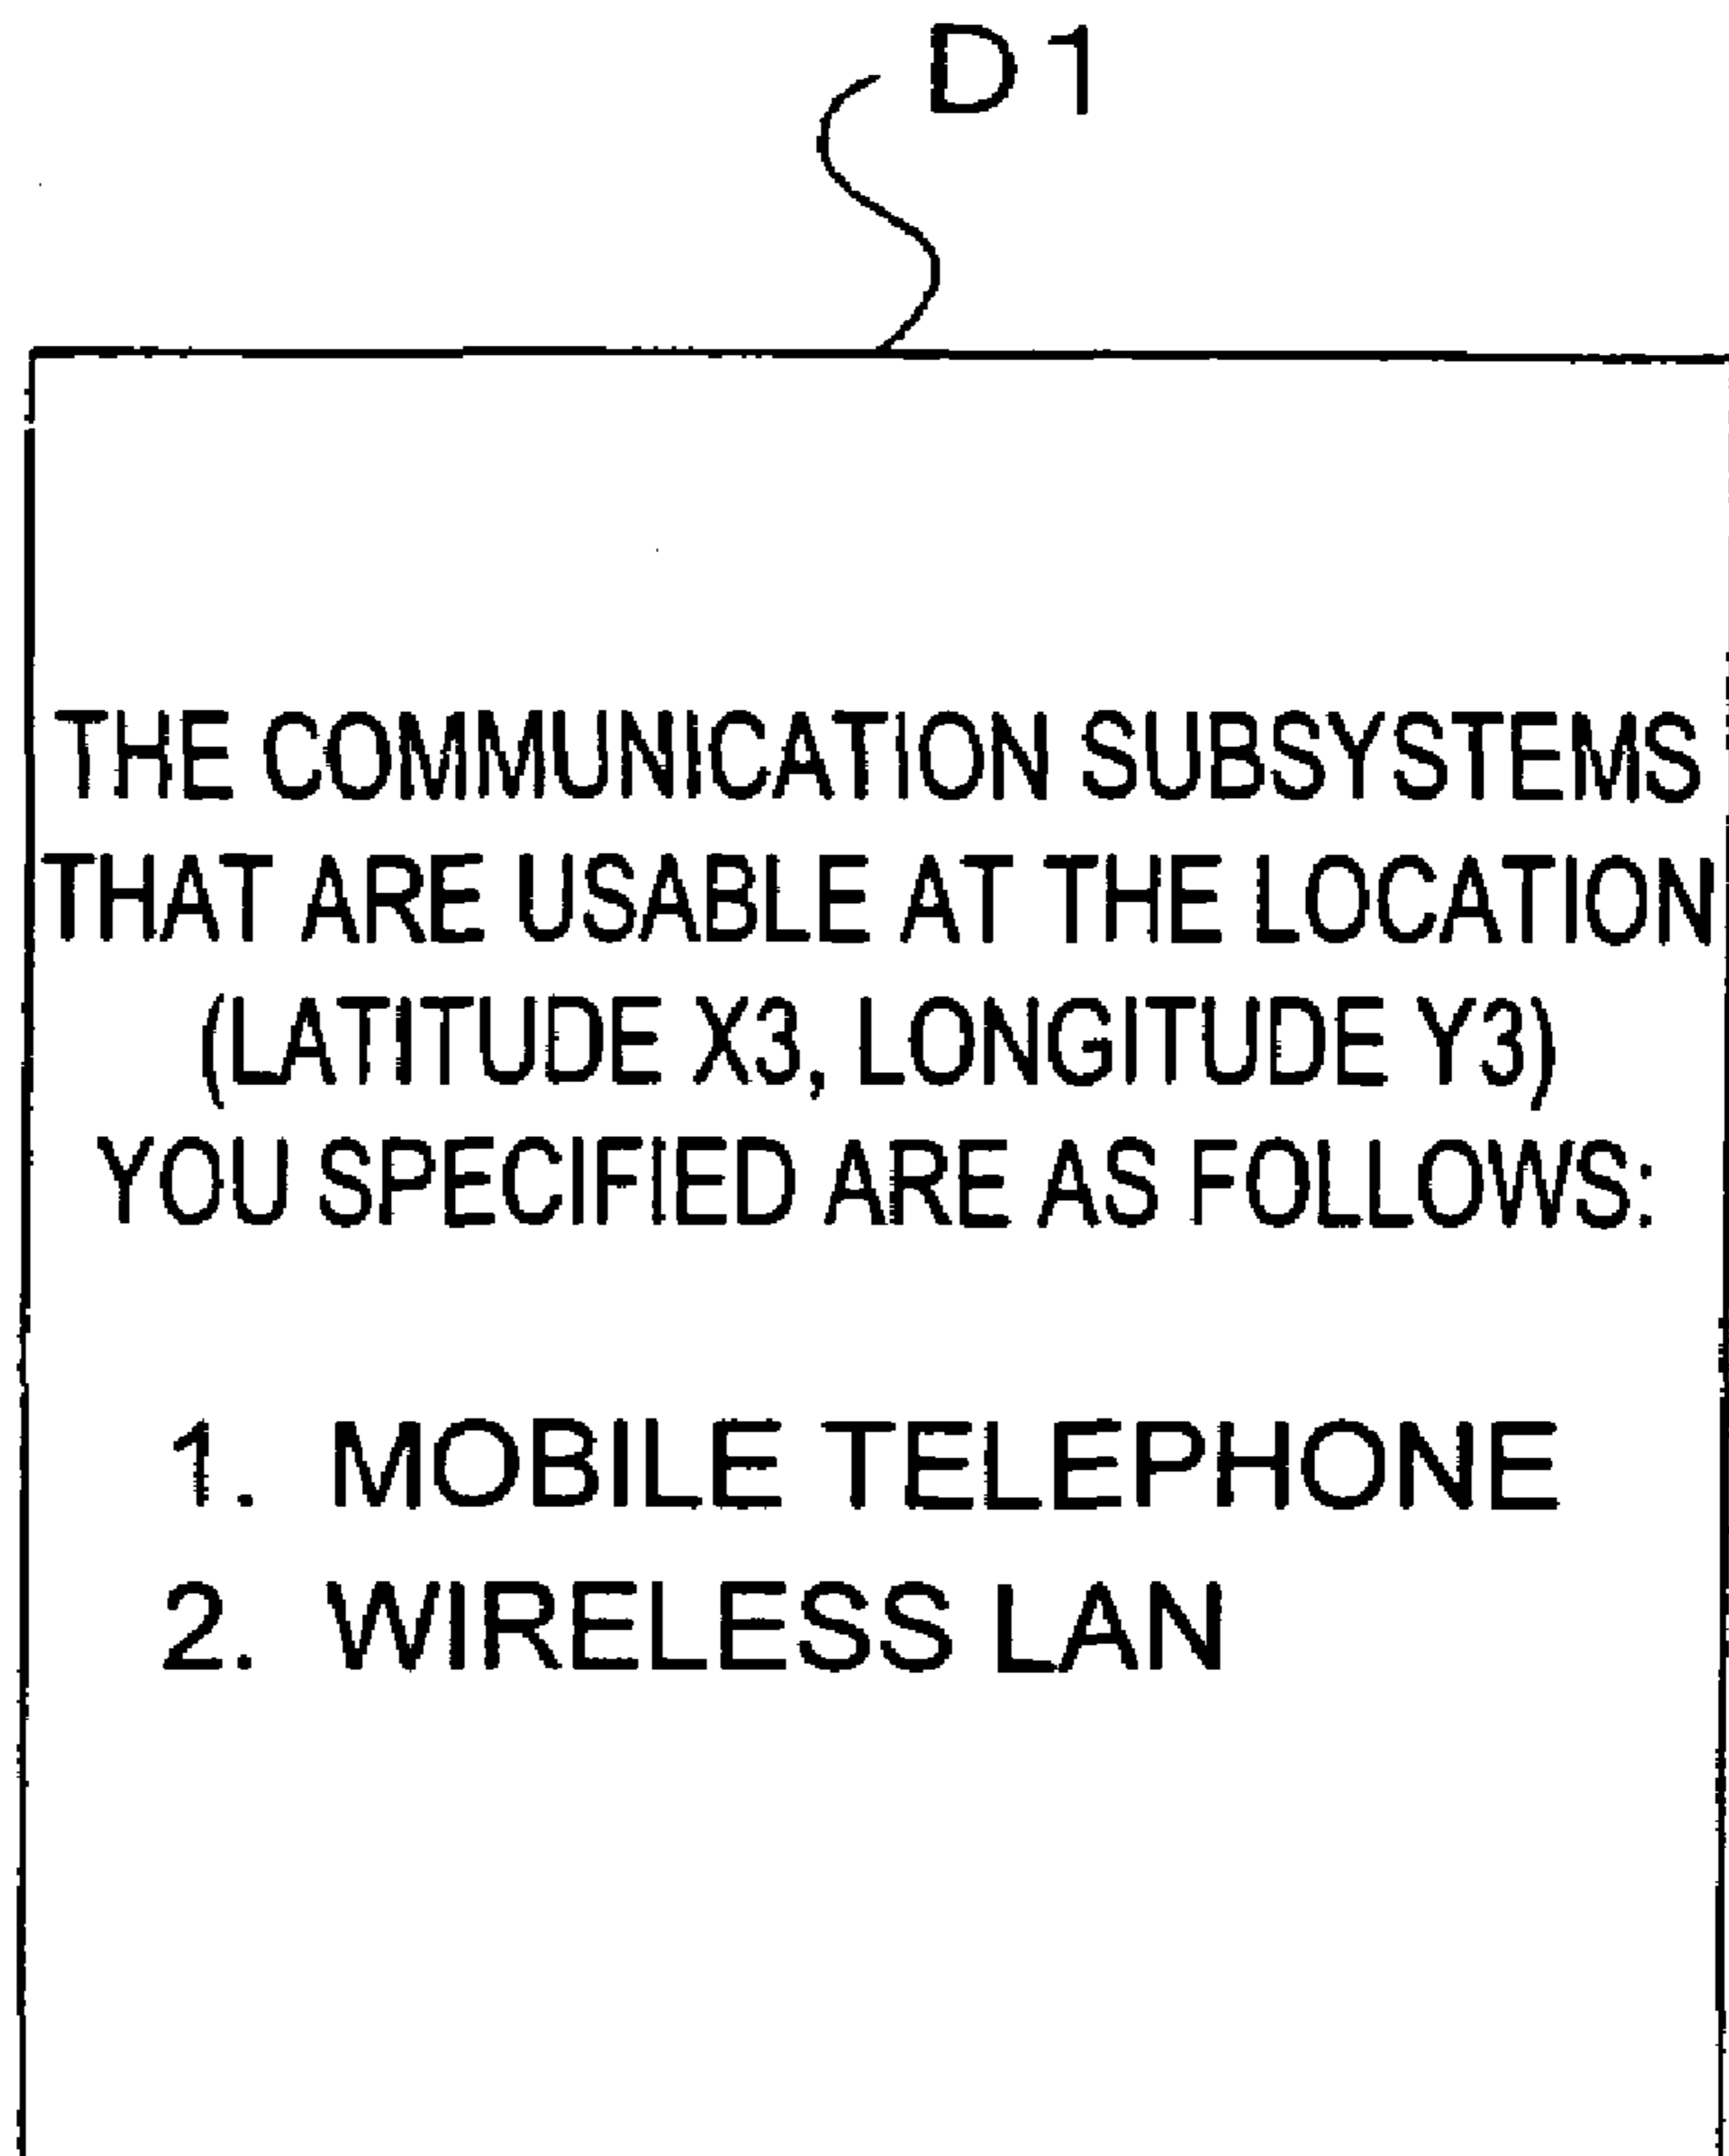 D1
THE COMMUNICATION SUBSYSTEMS
THAT ARE USABLE AT THE LOCATION
(LATITUDE X3, LONGITUDE Y3)
YOU SPECIFIED ARE AS FOLLOWS:
1. MOBILE TELEPHONE
2. WIRELESS LAN